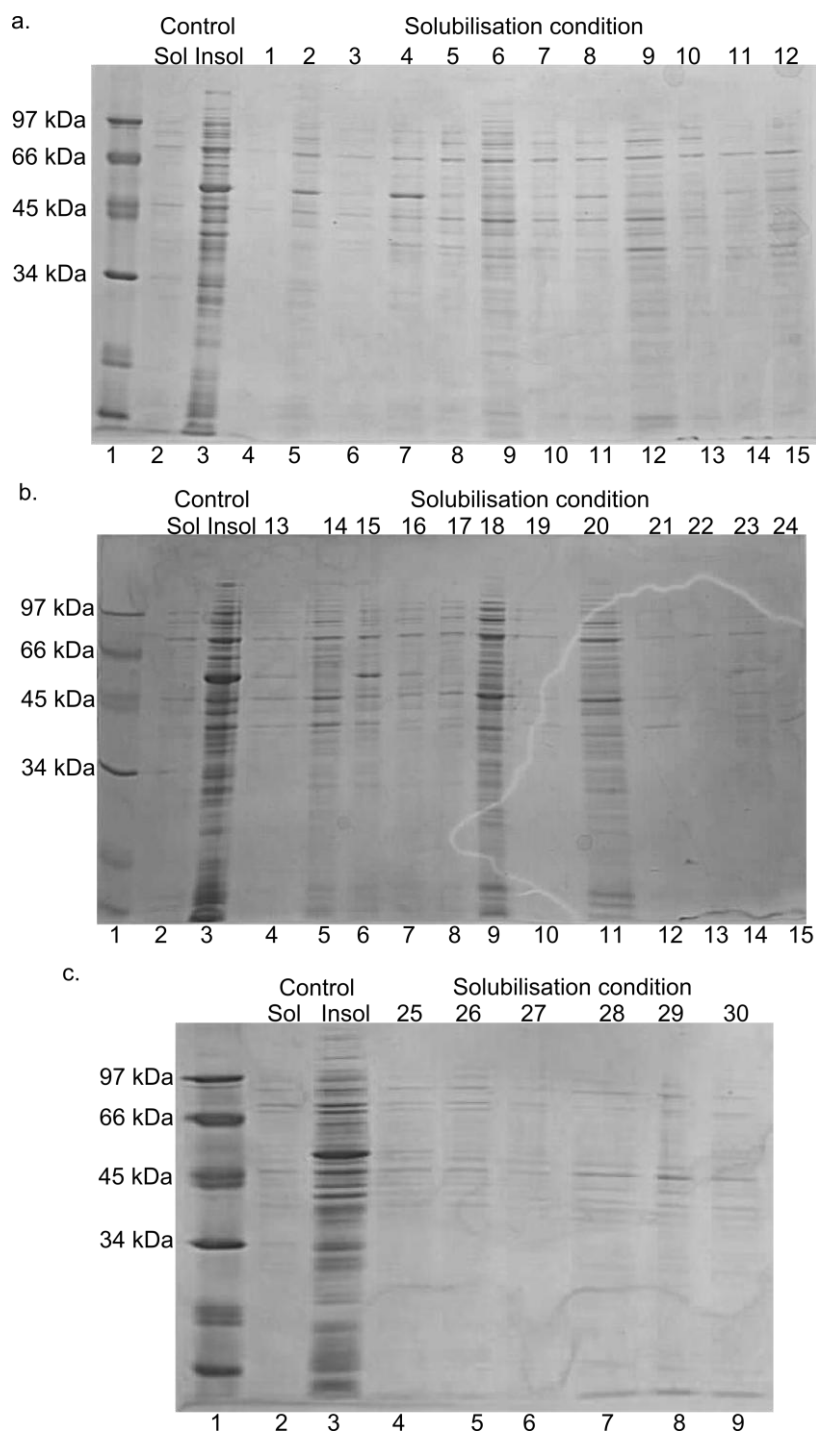 a.
Control Solubilisation condition
Sol Insol 1 2 3 4 5 6 7 8 9 10 11 12
97 kDa
66 kDa
45 kDa
34 kDa
1 2 3 4 5 6 7 8 9 10 11 12 13 14 15
b.
Control Solubilisation condition
Sol Insol 13 14 15 16 17 18 19 20 21 22 23 24
97 kDa
66 kDa
45 kDa
34 kDa
1 2 3 4 5 6 7 8 9 10 11 12 13 14 15
c.
Control Solubilisation condition
Sol Insol 25 26 27 28 29 30
97 kDa
66 kDa
45 kDa
34 kDa
1 2 3 4 5 6 7 8 9